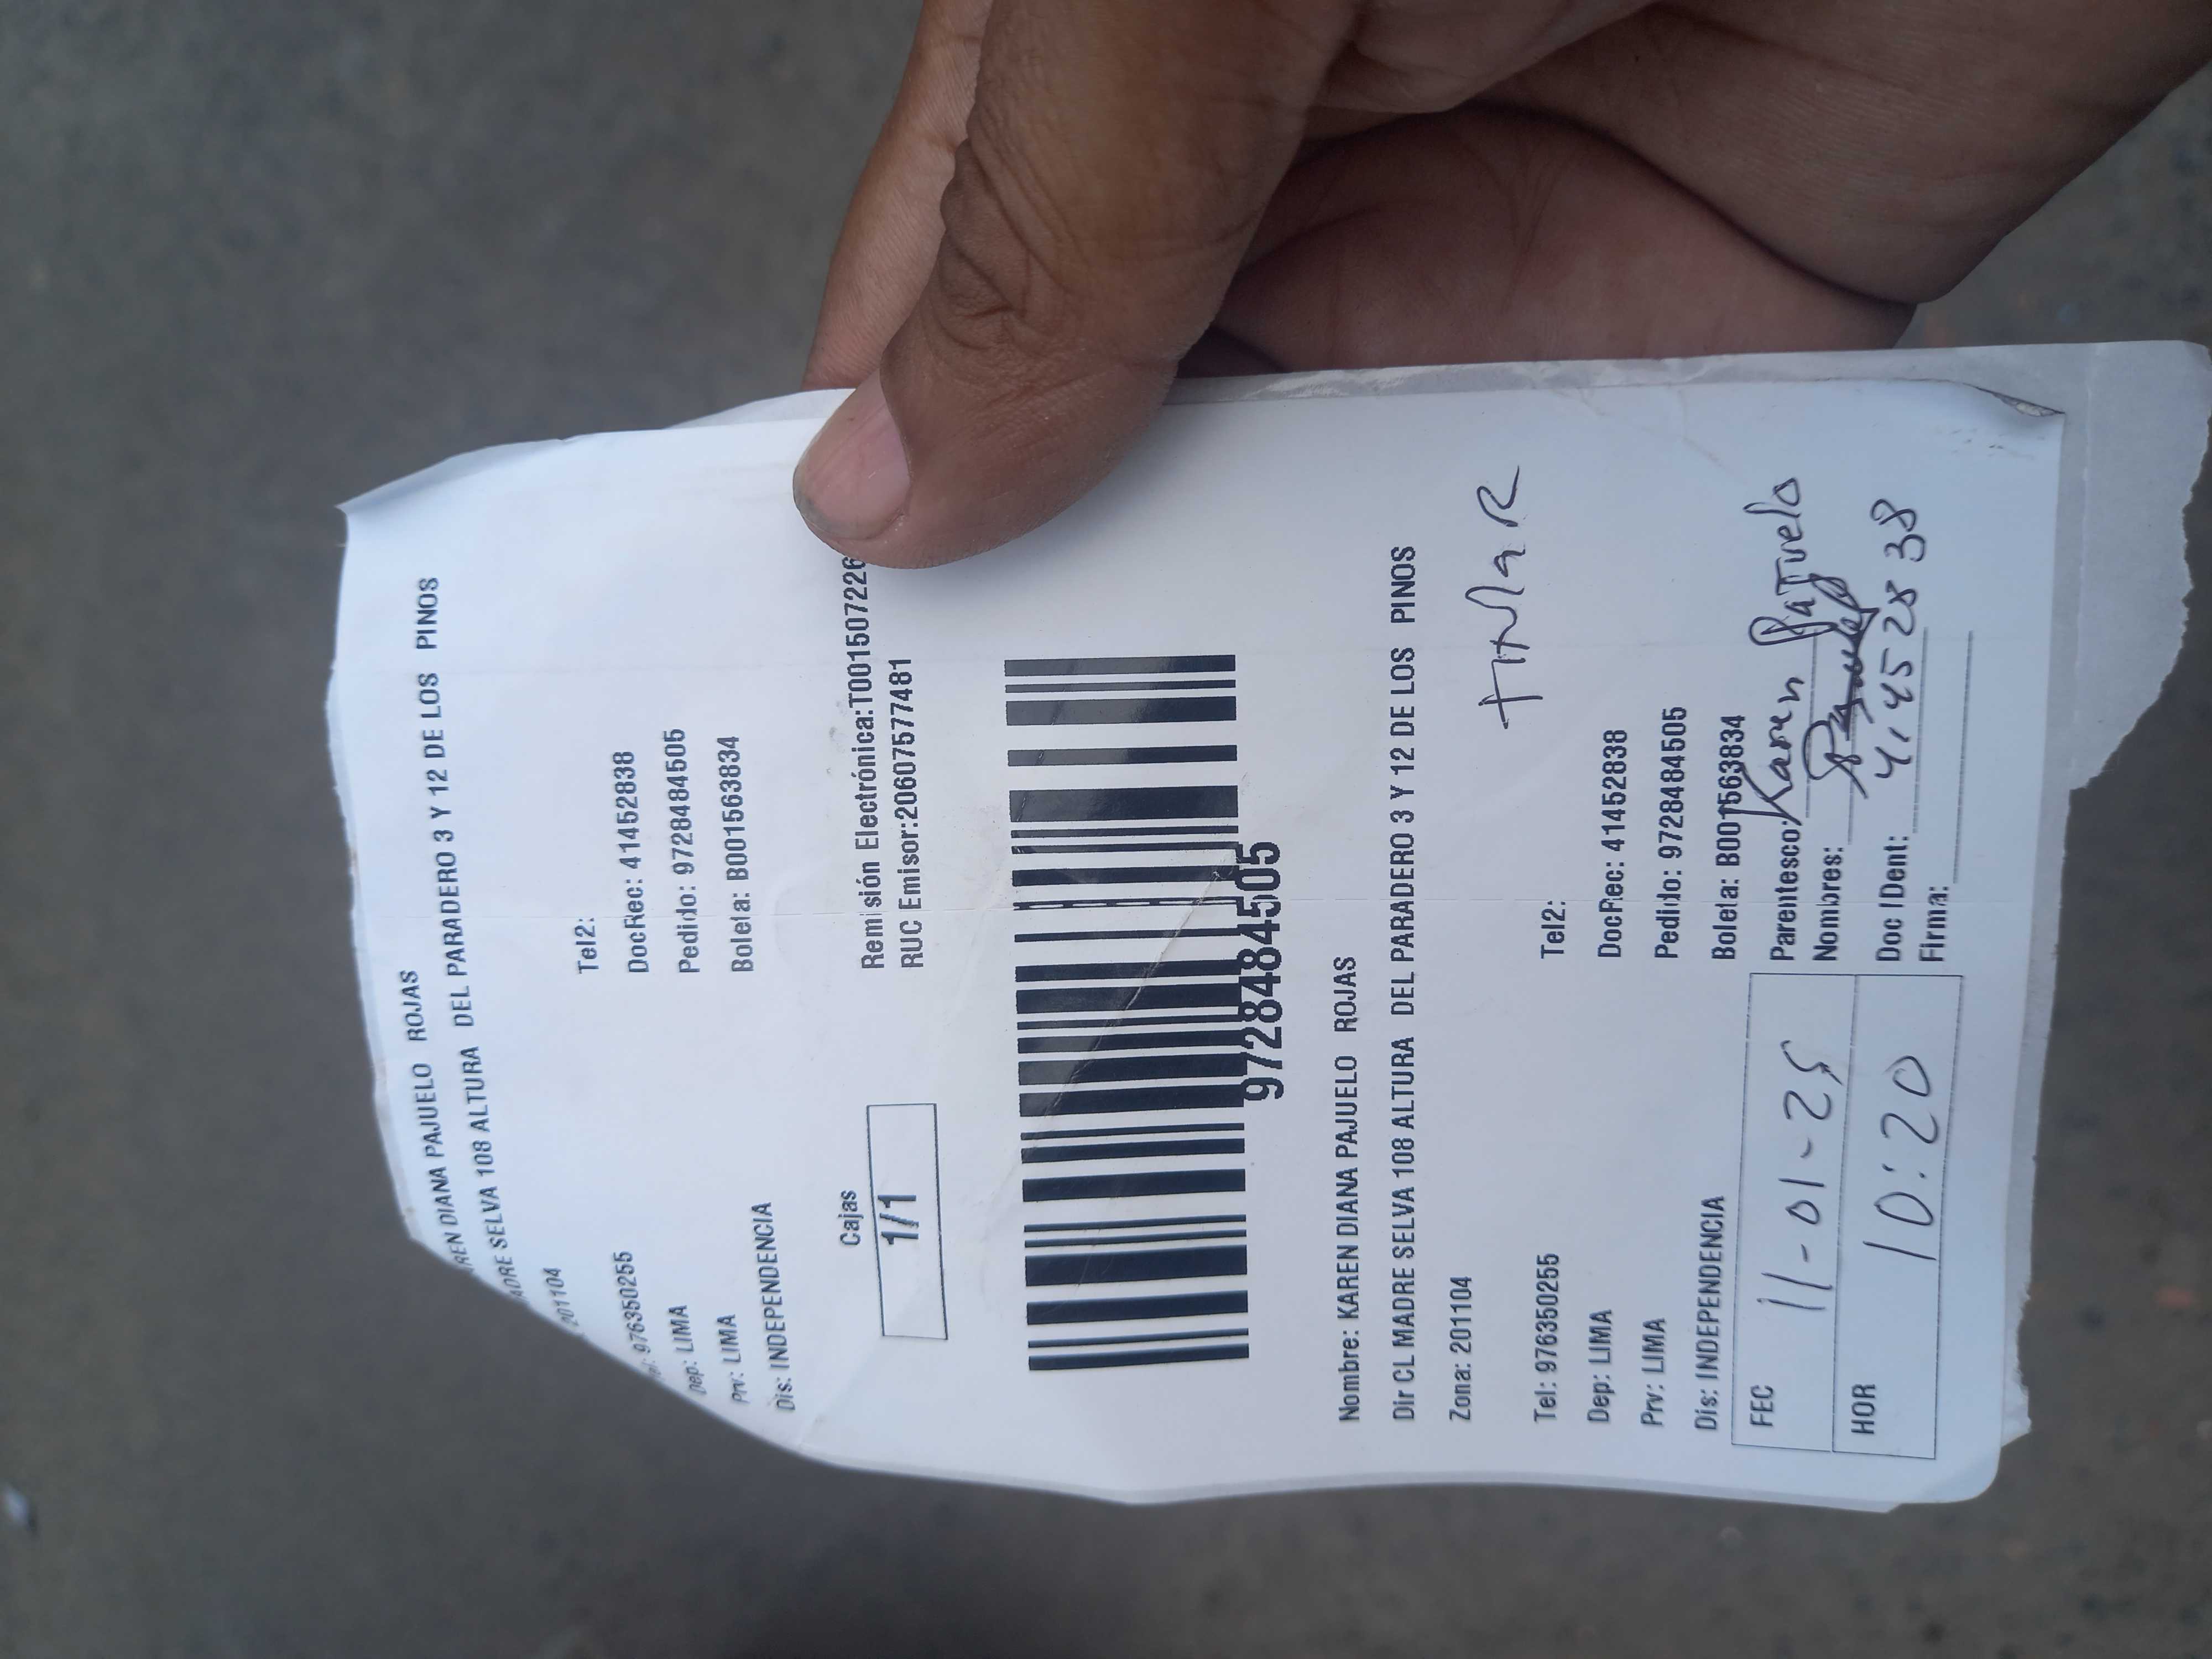 KAREN DIANA PAJUELO ROJAS
MADRE SELVA 108 ALTURA DEL PARADERO 3 Y 12 DE LOS PINOS
201104
Tel2:
Tel: 976350255
DocRec: 41452838
Dep: LIMA
Pedido: 9728484505
Prv: LIMA
Boleta: B001563834
Dis: INDEPENDENCIA
Cajas
1/1
Remisión Electrónica:T001507226
RUC Emisor:20607577481
9728484505
Nombre: KAREN DIANA PAJUELO ROJAS
Dir CL MADRE SELVA 108 ALTURA DEL PARADERO 3 Y 12 DE LOS PINOS
Zona: 201104
Tel: 976350255
Tel2:
Dep: LIMA
DocRec: 41452838
Prv: LIMA
Pedido: 9728484505
Dis: INDEPENDENCIA
Boleta: B001563834
FEC 11-01-25
Parentesco: Karen Pajuelo
Nombres:
HOR 10:20
Doc IDent: 41452838
Firma: